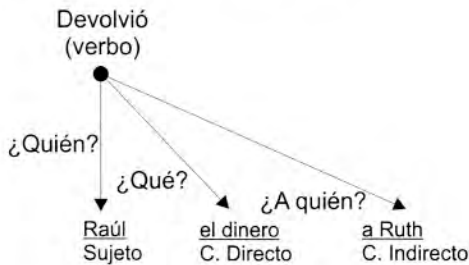 Devolvió
(verbo)
¿Quién?
¿Qué?
¿A quién?
Raúl
Sujeto
el dinero
C. Directo
a Ruth
C. Indirecto